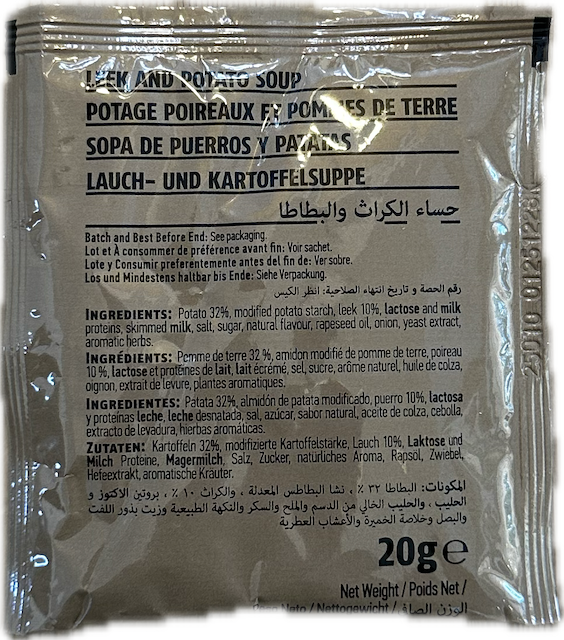 LEEK AND POTATO SOUP
POTAGE POIREAUX ET POMMES DE TERRE
SOPA DE PUERROS Y PATATAS
LAUCH- UND KARTOFFELSUPPE
حساء الكراث والبطاطا
Batch and Best Before End: See packaging.
Lot et À consommer de préférence avant fin: Voir sachet.
Lote y Consumir preferentemente antes del fin de: Ver sobre.
Los und Mindestens haltbar bis Ende: Siehe Verpackung.
رقم الحصة و تاريخ انتهاء الصلاحية: انظر الكيس
INGREDIENTS: Potato 32%, modified potato starch, leek 10%, lactose and milk
proteins, skimmed milk, salt, sugar, natural flavour, rapeseed oil, onion, yeast extract,
aromatic herbs.
INGRÉDIENTS: Pomme de terre 32 %, amidon modifié de pomme de terre, poireau
10 %, lactose et protéines de lait, lait écrémé, sel, sucre, arôme naturel, huile de colza,
oignon, extrait de levure, plantes aromatiques.
INGREDIENTES: Patata 32%, almidón de patata modificado, puerro 10%, lactosa
y proteínas leche, leche desnatada, sal, azúcar, sabor natural, aceite de colza, cebolla,
extracto de levadura, hierbas aromáticas.
ZUTATEN: Kartoffeln 32%, modifizierte Kartoffelstärke, Lauch 10%, Laktose und
Milch Proteine, Magermilch, Salz, Zucker, natürliches Aroma, Rapsöl, Zwiebel,
Hefeextrakt, aromatische Kräuter.
المكونات: البطاطا ٣٢ ٪ ، نشا البطاطس المعدلة ، والكراث ١٠ ٪ ، بروتين الاكتوز و
الحليب ، والحليب الخالي من الدسم والملح والسكر والنكهة الطبيعية وزيت بذور اللفت
والبصل وخلاصة الخميرة والأعشاب العطرية
20g e
Net Weight / Poids Net /
Peso Neto / Nettogewicht / الوزن الصافي